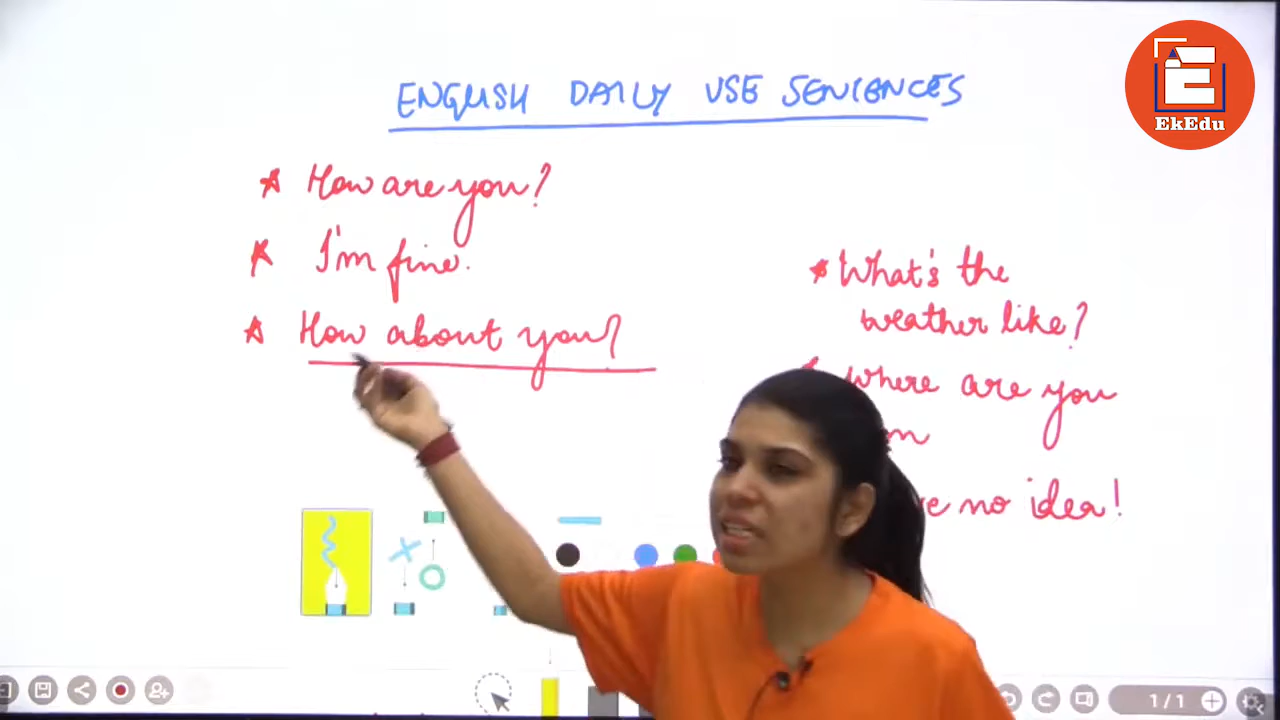 ENGLISH DAILY USE SENTENCES
EkEdu
How are you?
I'm fine.
How about you?
What's the
weather like?
Where are you
no idea!
1/1